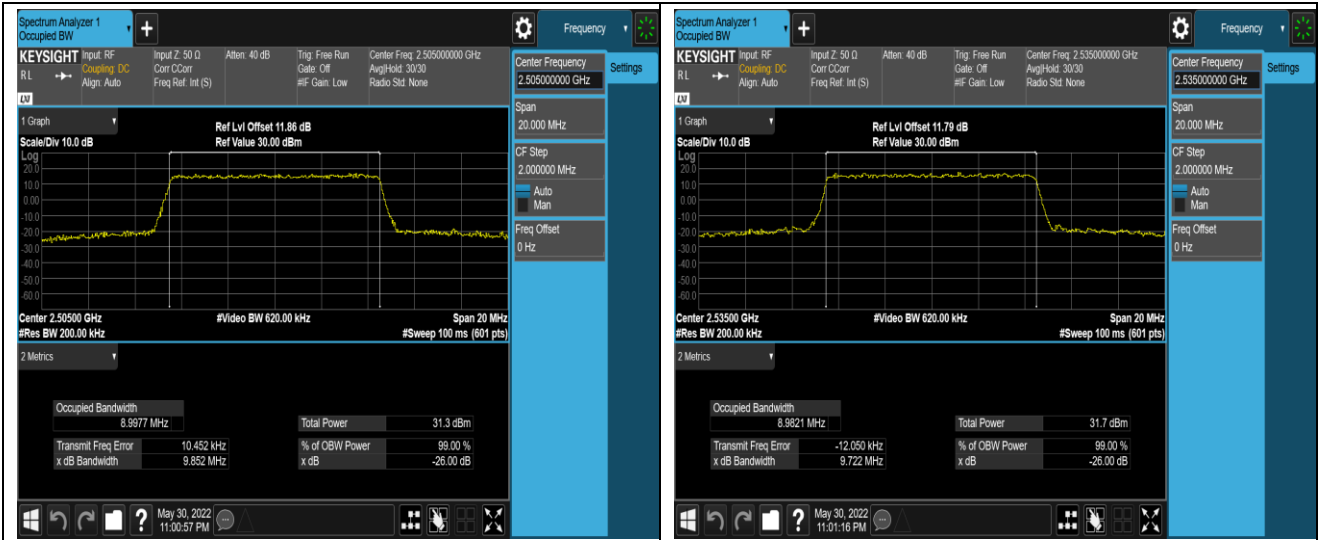 Spectrum Analyzer 1
Occupied BW
+
Frequency
KEYSIGHT
Input: RF
Coupling: DC
Align: Auto
Input Z: 50 Ω
Corr CCorr
Freq Ref: Int (S)
Atten: 40 dB
Trig: Free Run
Gate: Off
#IF Gain: Low
Center Freq: 2.505000000 GHz
Avg|Hold: 30/30
Radio Std: None
RL
LXI
Center Frequency
2.505000000 GHz
Settings
Span
20.000 MHz
CF Step
2.000000 MHz
Auto
Man
Freq Offset
0 Hz
1 Graph
Scale/Div 10.0 dB
Ref Lvl Offset 11.86 dB
Ref Value 30.00 dBm
Log
20.0
10.0
0.00
-10.0
-20.0
-30.0
-40.0
-50.0
-60.0
Center 2.50500 GHz
#Video BW 620.00 kHz
Span 20 MHz
#Res BW 200.00 kHz
#Sweep 100 ms (601 pts)
2 Metrics
Occupied Bandwidth
8.9977 MHz
Total Power 31.3 dBm
Transmit Freq Error 10.452 kHz
% of OBW Power 99.00 %
x dB Bandwidth 9.852 MHz
x dB -26.00 dB
?
May 30, 2022
11:00:57 PM
Spectrum Analyzer 1
Occupied BW
+
Frequency
KEYSIGHT
Input: RF
Coupling: DC
Align: Auto
Input Z: 50 Ω
Corr CCorr
Freq Ref: Int (S)
Atten: 40 dB
Trig: Free Run
Gate: Off
#IF Gain: Low
Center Freq: 2.535000000 GHz
Avg|Hold: 30/30
Radio Std: None
RL
LXI
Center Frequency
2.535000000 GHz
Settings
Span
20.000 MHz
CF Step
2.000000 MHz
Auto
Man
Freq Offset
0 Hz
1 Graph
Scale/Div 10.0 dB
Ref Lvl Offset 11.79 dB
Ref Value 30.00 dBm
Log
20.0
10.0
0.00
-10.0
-20.0
-30.0
-40.0
-50.0
-60.0
Center 2.53500 GHz
#Video BW 620.00 kHz
Span 20 MHz
#Res BW 200.00 kHz
#Sweep 100 ms (601 pts)
2 Metrics
Occupied Bandwidth
8.9821 MHz
Total Power 31.7 dBm
Transmit Freq Error -12.050 kHz
% of OBW Power 99.00 %
x dB Bandwidth 9.722 MHz
x dB -26.00 dB
?
May 30, 2022
11:01:16 PM